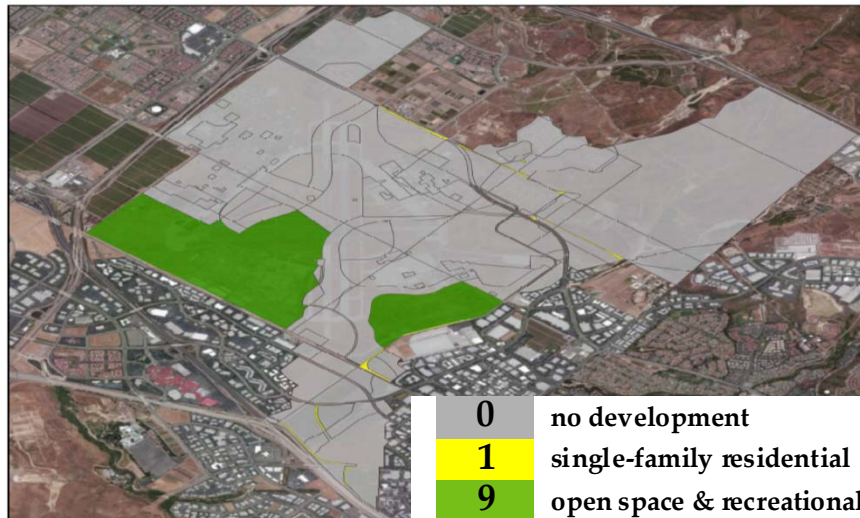 0 no development
1 single-family residential
9 open space & recreational